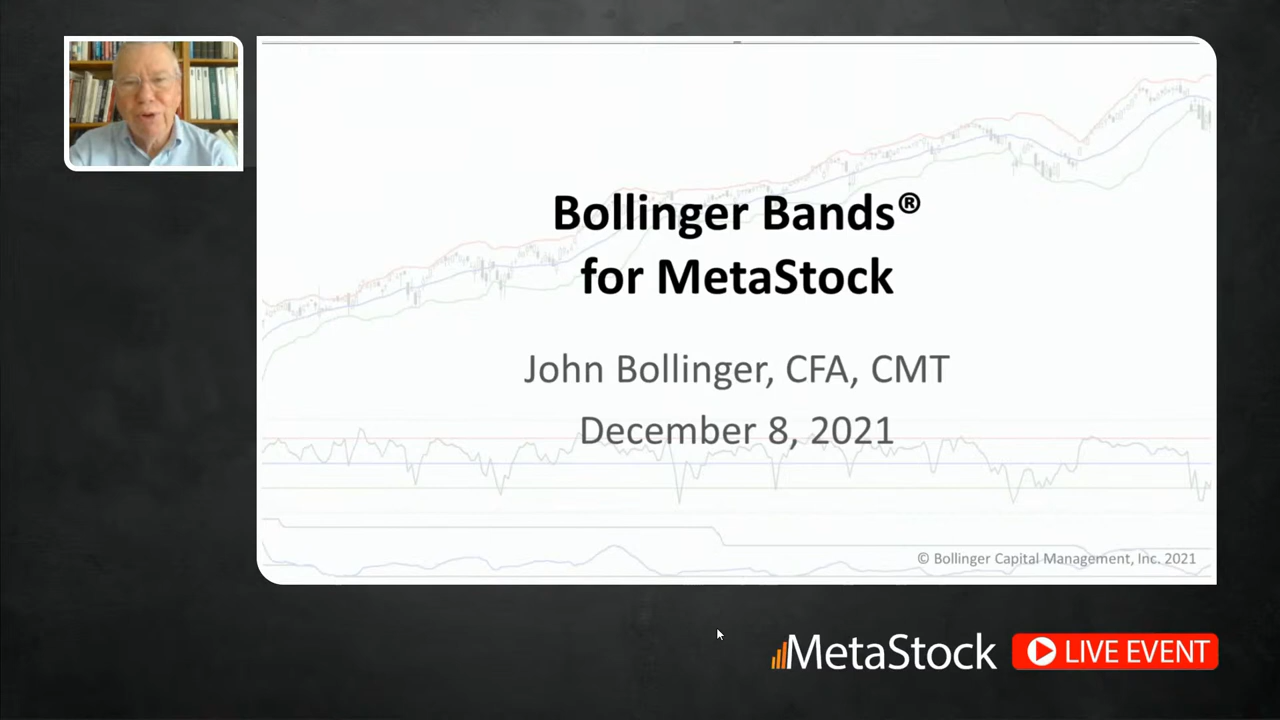 Bollinger Bands®
for MetaStock
John Bollinger, CFA, CMT
December 8, 2021
© Bollinger Capital Management, Inc. 2021
MetaStock LIVE EVENT